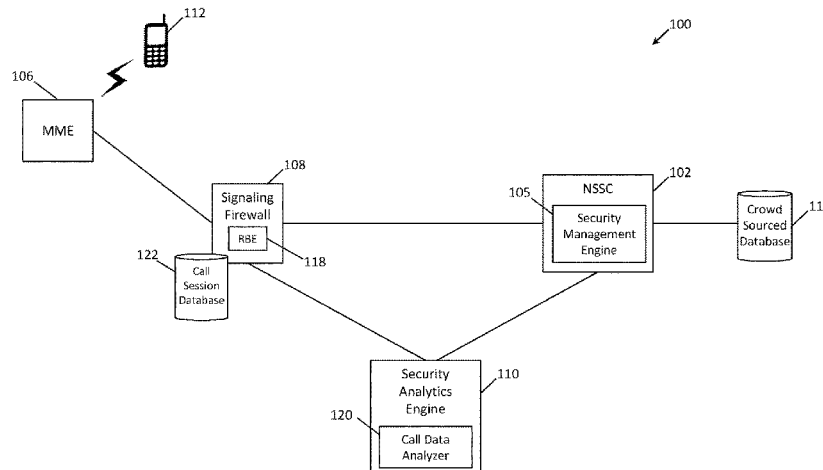 112
100
106
MME
108
Signaling
Firewall
RBE
118
122
Call
Session
Database
NSSC
102
105
Security
Management
Engine
Crowd
Sourced
Database
11
Security
Analytics
Engine
110
120
Call Data
Analyzer